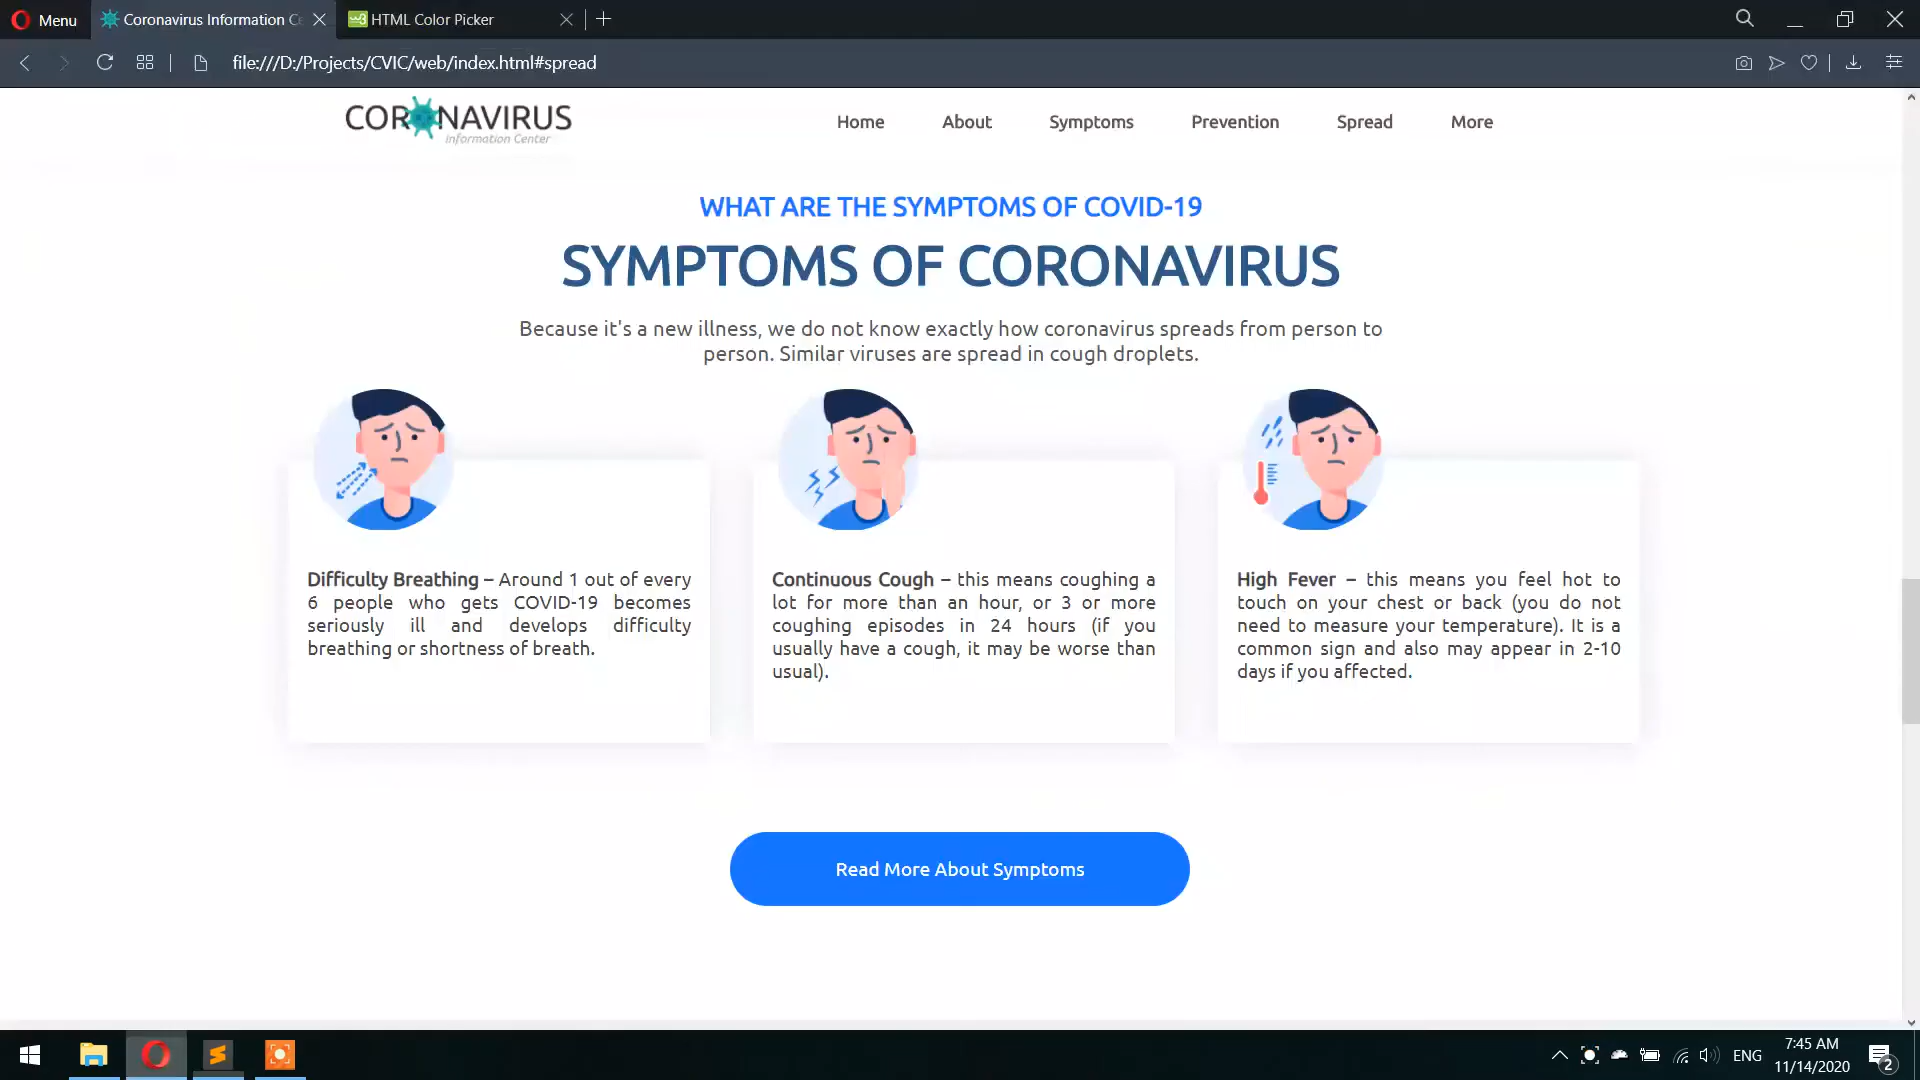 Menu
Coronavirus Information Ce
HTML Color Picker
file:///D:/Projects/CVIC/web/index.html#spread
CORONAVIRUS
Information Center
Home About Symptoms Prevention Spread More
WHAT ARE THE SYMPTOMS OF COVID-19
SYMPTOMS OF CORONAVIRUS
Because it's a new illness, we do not know exactly how coronavirus spreads from person to
person. Similar viruses are spread in cough droplets.
Difficulty Breathing – Around 1 out of every
6 people who gets COVID-19 becomes
seriously ill and develops difficulty
breathing or shortness of breath.
Continuous Cough – this means coughing a
lot for more than an hour, or 3 or more
coughing episodes in 24 hours (if you
usually have a cough, it may be worse than
usual).
High Fever – this means you feel hot to
touch on your chest or back (you do not
need to measure your temperature). It is a
common sign and also may appear in 2-10
days if you affected.
Read More About Symptoms
ENG
7:45 AM
11/14/2020
2